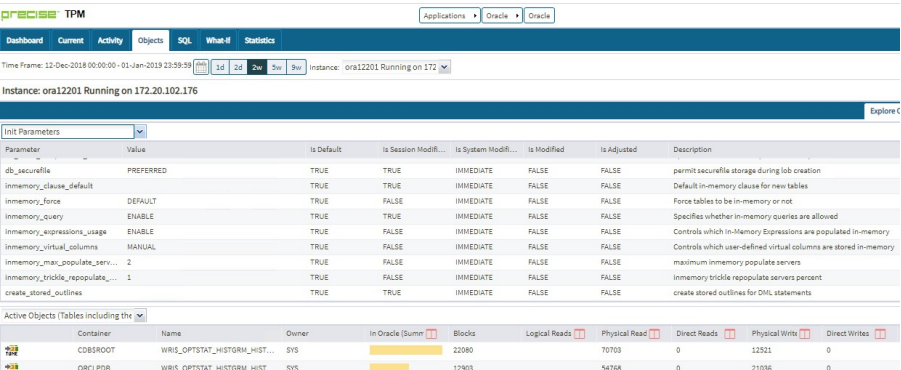 precise TPM Applications Oracle Oracle
Dashboard Current Activity Objects SQL What-If Statistics
Time Frame: 12-Dec-2018 00:00:00 - 01-Jan-2019 23:59:59 1d 2d 2w 5w 9w Instance: ora12201 Running on 172
Instance: ora12201 Running on 172.20.102.176
Explore
Init Parameters
Parameter Value Is Default Is Session Modifi... Is System Modifi... Is Modified Is Adjusted Description
db_securefile PREFERRED TRUE TRUE IMMEDIATE FALSE FALSE permit securefile storage during lob creation
inmemory_clause_default TRUE TRUE IMMEDIATE FALSE FALSE Default in-memory clause for new tables
inmemory_force DEFAULT TRUE FALSE IMMEDIATE FALSE FALSE Force tables to be in-memory or not
inmemory_query ENABLE TRUE TRUE IMMEDIATE FALSE FALSE Specifies whether in-memory queries are allowed
inmemory_expressions_usage ENABLE TRUE FALSE IMMEDIATE FALSE FALSE Controls which In-Memory Expressions are populated in-memory
inmemory_virtual_columns MANUAL TRUE FALSE IMMEDIATE FALSE FALSE Controls which user-defined virtual columns are stored in-memory
inmemory_max_populate_serv... 2 TRUE FALSE IMMEDIATE FALSE FALSE maximum inmemory populate servers
inmemory_trickle_repopulate_... 1 TRUE FALSE IMMEDIATE FALSE FALSE inmemory trickle repopulate servers percent
create_stored_outlines TRUE TRUE IMMEDIATE FALSE FALSE create stored outlines for DML statements
Active Objects (Tables including the
Container Name Owner In Oracle (Summ Blocks Logical Reads Physical Read Direct Reads Physical Write Direct Writes
TUNE CDB$ROOT WRI$_OPTSTAT_HISTGRM_HIST... SYS 22080 70703 0 12521 0
ORCLPDB WRI$_OPTSTAT_HISTGRM_HIST... SYS 12903 54768 0 21036 0